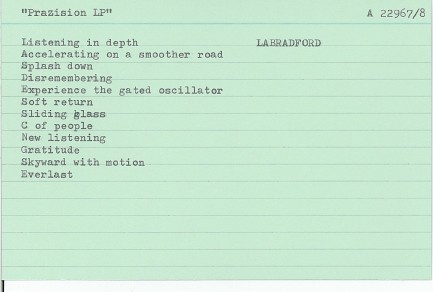 "Prazision LP" A 22967/8
Listening in depth LABRADFORD
Accelerating on a smoother road
Splash down
Disremembering
Experience the gated oscillator
Soft return
Sliding glass
C of people
New listening
Gratitude
Skyward with motion
Everlast